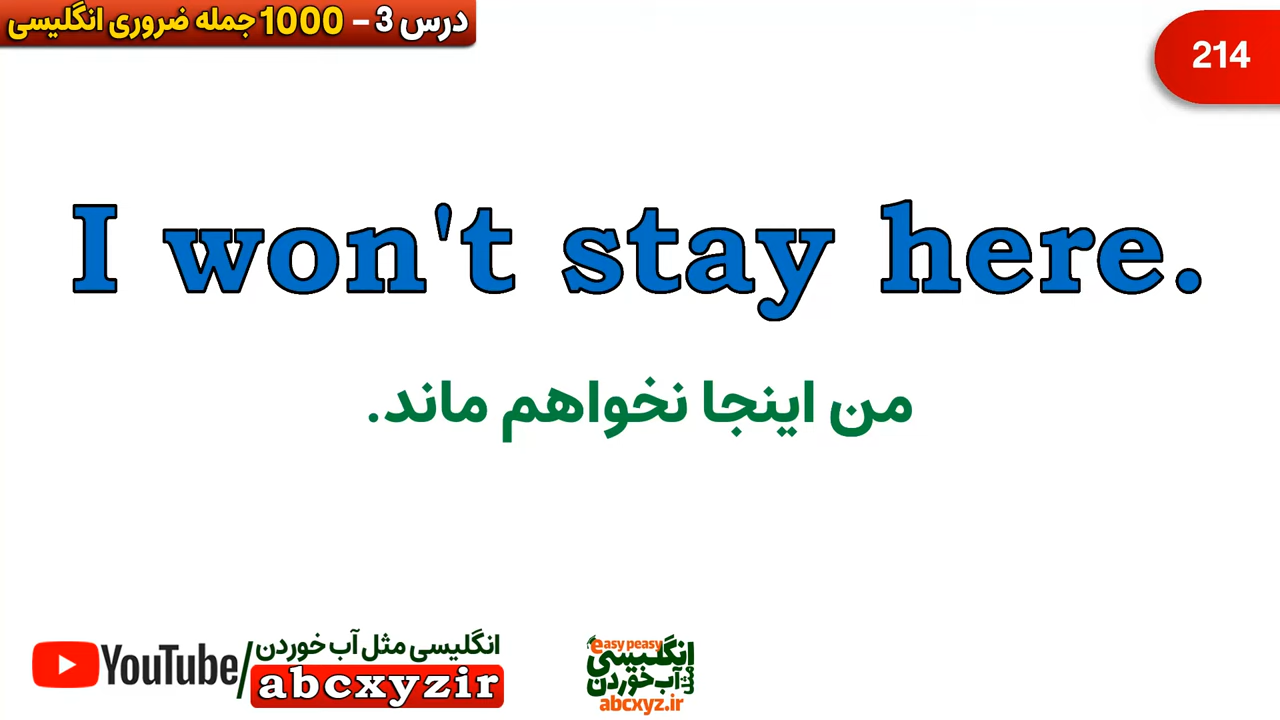 درس 3 – 1000 جمله ضروری انگلیسی
214
I won't stay here.
من اینجا نخواهم ماند.
YouTube/
انگلیسی مثل آب خوردن
abcxyzir
easy peasy
انگلیسی
مثل آب خوردن
abcxyz.ir